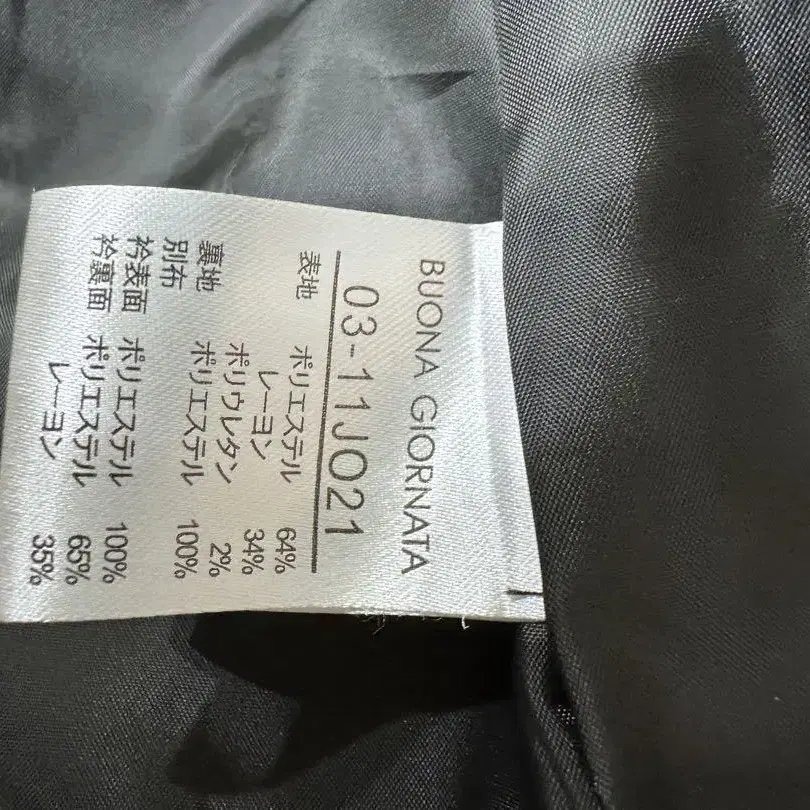 BUONA GIORNATA
03-11JO21
表地 ポリエステル 64%
レーヨン 34%
ポリウレタン 2%
裏地 ポリエステル 100%
別布
衿表面 ポリエステル 100%
衿裏面 ポリエステル 65%
レーヨン 35%